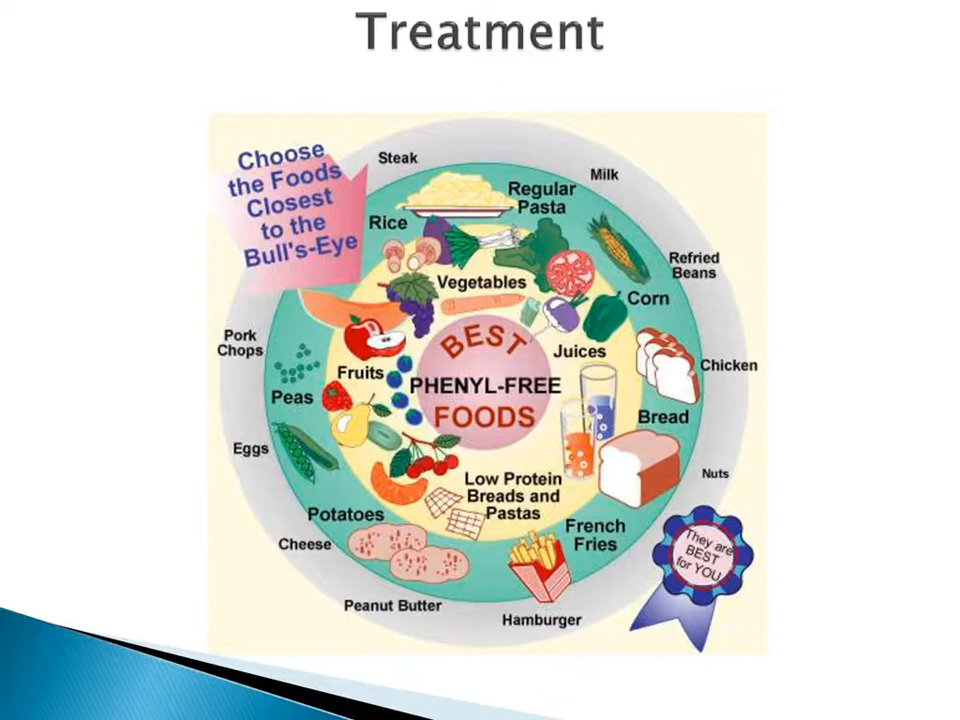 Treatment
Choose
the Foods
Closest
to the
Bull's-Eye
Steak
Milk
Regular
Pasta
Rice
Refried
Beans
Vegetables
Corn
Pork
Chops
BEST
Juices
Chicken
Fruits
PHENYL-FREE
Peas
FOODS
Bread
Eggs
Nuts
Low Protein
Breads and
Pastas
Potatoes
French
Fries
Cheese
They are
BEST
for YOU
Peanut Butter
Hamburger